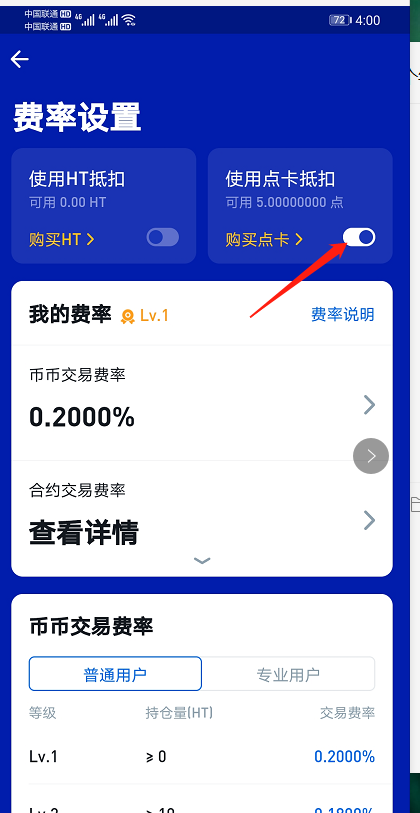 中国联通 HD 4G 4G 72 4:00
中国联通 HD
费率设置
使用HT抵扣
可用 0.00 HT
购买HT
使用点卡抵扣
可用 5.00000000 点
购买点卡
我的费率 Lv.1 费率说明
币币交易费率
0.2000%
合约交易费率
查看详情
币币交易费率
普通用户 专业用户
等级 持仓量(HT) 交易费率
Lv.1 ≥ 0 0.2000%